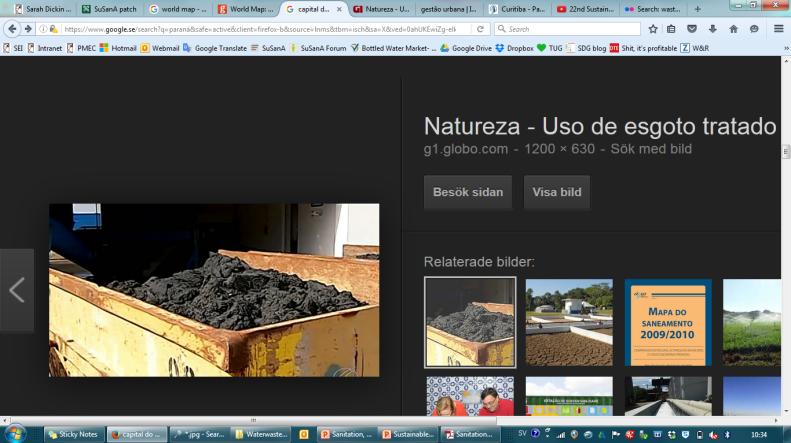 Sarah Dickin ...
SuSanA patch
world map - ...
World Map: ...
capital do ...
Natureza - U...
gestão urbana | I...
Curitiba - Pa...
22nd Sustain...
Search: wast...
https://www.google.se/search?q=paraná&safe=active&client=firefox-b&source=lnms&tbm=isch&sa=X&ved=0ahUKEwiZg-elk
Search
SEI
Intranet
PMEC
Hotmail
Webmail
Google Translate
SuSanA
SuSanA Forum
Bottled Water Market- ...
Google Drive
Dropbox
TUG
SDG blog
Shit, it's profitable
W&R
Natureza - Uso de esgoto tratado
g1.globo.com - 1200 × 630 - Sök med bild
Besök sidan
Visa bild
Relaterade bilder:
MAPA DO
SANEAMENTO
2009/2010
Sticky Notes
capital do ...
*.jpg - Sear...
Waterwaste...
Sanitation, ...
Sustainable...
Sanitation...
SV
10:34